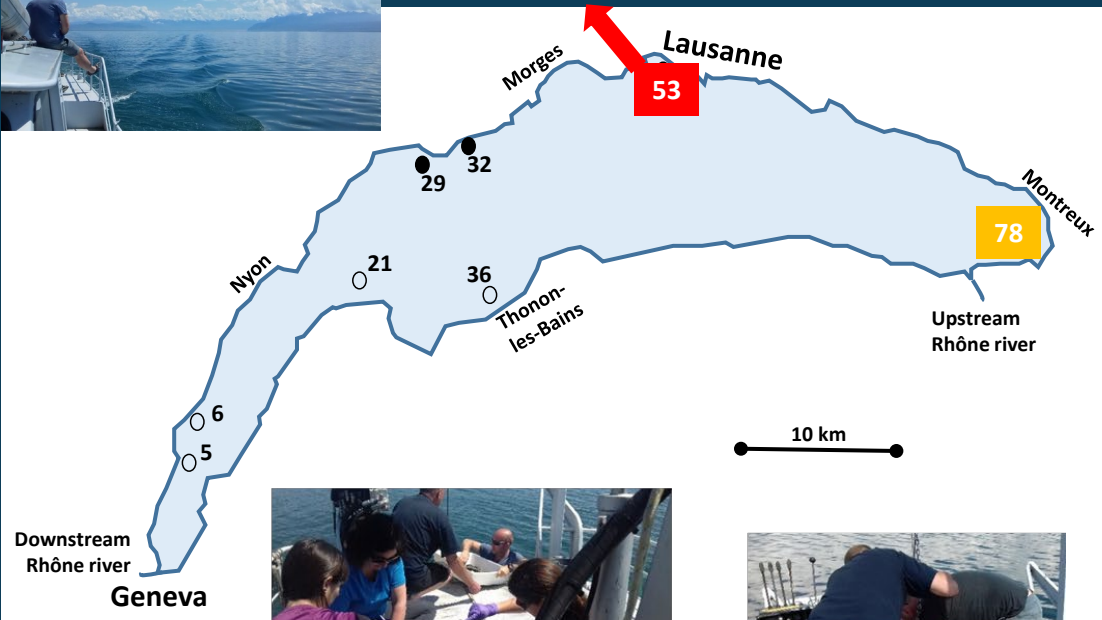 Lausanne
Morges
53
32
29
Montreux
78
21
Nyon
36
Thonon-
les-Bains
Upstream
Rhône river
6
10 km
5
Downstream
Rhône river
Geneva